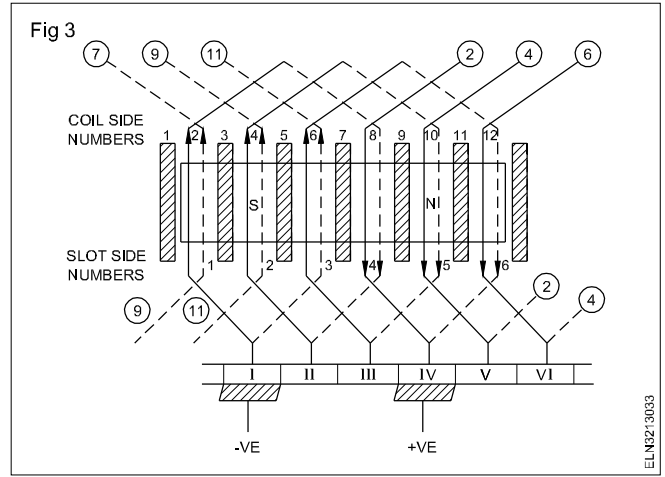 Fig 3
7 9 11 2 4 6
COIL SIDE
NUMBERS
1 2 3 4 5 6 7 8 9 10 11 12
S N
SLOT SIDE
NUMBERS
1 2 3 4 5 6
9 11 2 4
I II III IV V VI
-VE +VE
ELN3213033